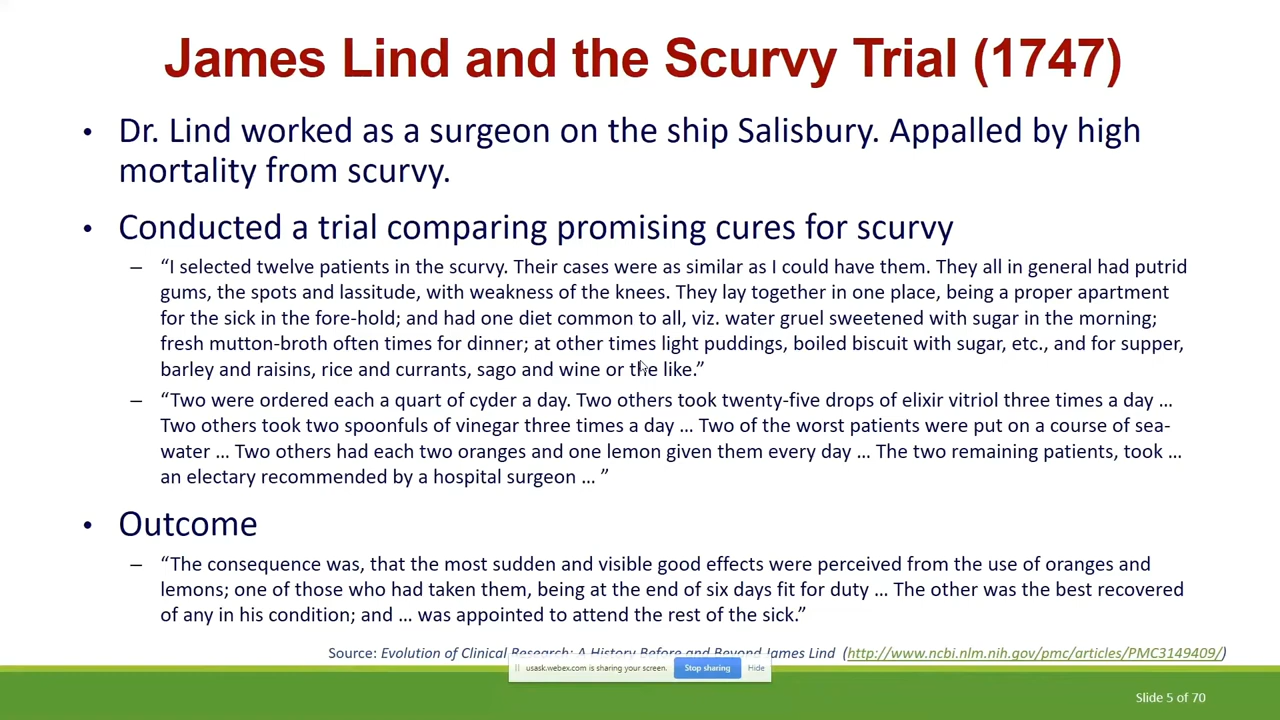 James Lind and the Scurvy Trial (1747)
• Dr. Lind worked as a surgeon on the ship Salisbury. Appalled by high
mortality from scurvy.
• Conducted a trial comparing promising cures for scurvy
– “I selected twelve patients in the scurvy. Their cases were as similar as I could have them. They all in general had putrid
gums, the spots and lassitude, with weakness of the knees. They lay together in one place, being a proper apartment
for the sick in the fore-hold; and had one diet common to all, viz. water gruel sweetened with sugar in the morning;
fresh mutton-broth often times for dinner; at other times light puddings, boiled biscuit with sugar, etc., and for supper,
barley and raisins, rice and currants, sago and wine or the like.”
– “Two were ordered each a quart of cyder a day. Two others took twenty-five drops of elixir vitriol three times a day ...
Two others took two spoonfuls of vinegar three times a day ... Two of the worst patients were put on a course of sea-
water ... Two others had each two oranges and one lemon given them every day ... The two remaining patients, took ...
an electary recommended by a hospital surgeon ... ”
• Outcome
– “The consequence was, that the most sudden and visible good effects were perceived from the use of oranges and
lemons; one of those who had taken them, being at the end of six days fit for duty ... The other was the best recovered
of any in his condition; and ... was appointed to attend the rest of the sick.”
Source: Evolution of Clinical Research: A History Before and Beyond James Lind (http://www.ncbi.nlm.nih.gov/pmc/articles/PMC3149409/)
usask.webex.com is sharing your screen. Stop sharing Hide
Slide 5 of 70